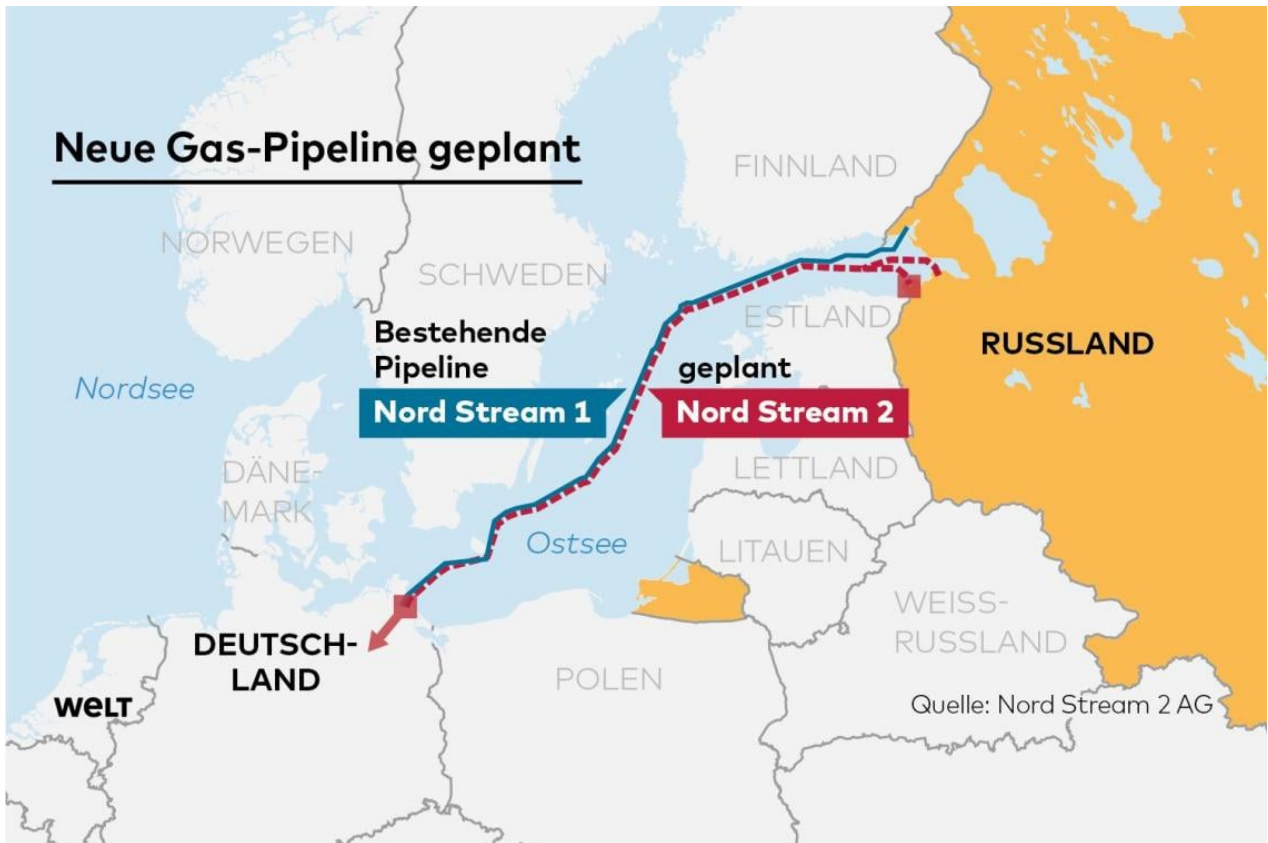 Neue Gas-Pipeline geplant
FINNLAND
NORWEGEN
SCHWEDEN
ESTLAND
RUSSLAND
Bestehende
Pipeline
Nord Stream 1
geplant
Nord Stream 2
Nordsee
DÄNE-
MARK
LETTLAND
Ostsee
LITAUEN
WEISS-
RUSSLAND
DEUTSCH-
LAND
POLEN
WELT
Quelle: Nord Stream 2 AG